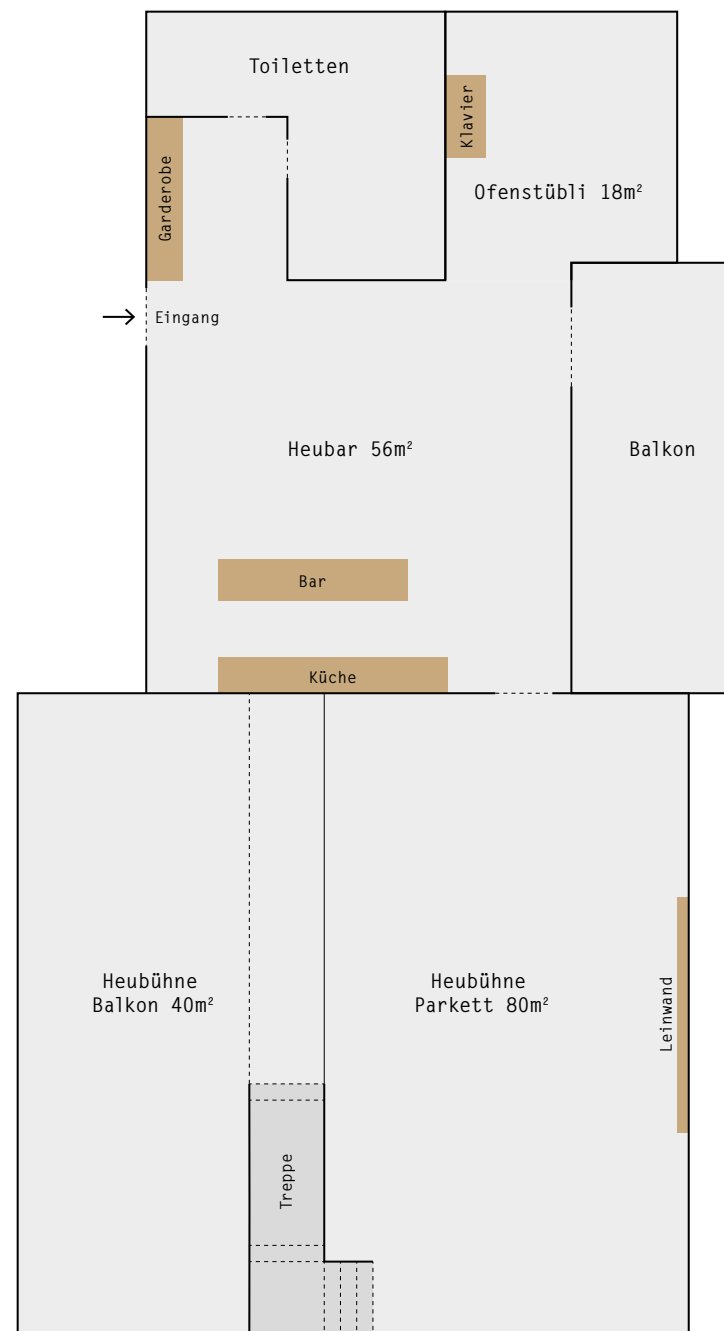 Toiletten
Klavier
Garderobe
Ofenstübli 18m²
Eingang
Heubar 56m²
Balkon
Bar
Küche
Heubühne
Balkon 40m²
Heubühne
Parkett 80m²
Leinwand
Treppe